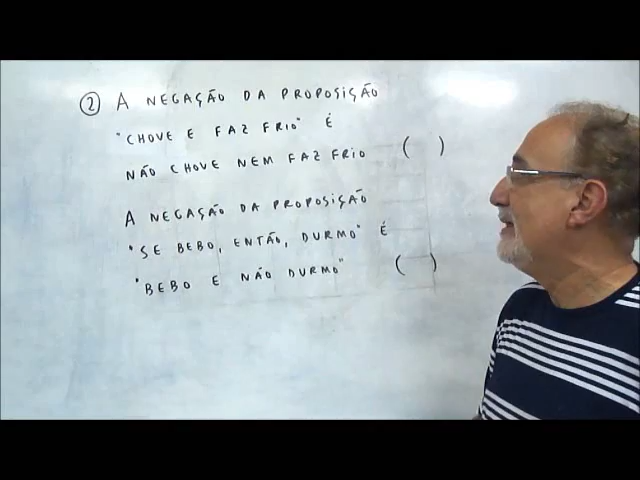 ② A NEGAÇÃO DA PROPOSIÇÃO
"CHOVE E FAZ FRIO" É
NÃO CHOVE NEM FAZ FRIO ( )
A NEGAÇÃO DA PROPOSIÇÃO
"SE BEBO, ENTÃO, DURMO" É
"BEBO E NÃO DURMO" ( )